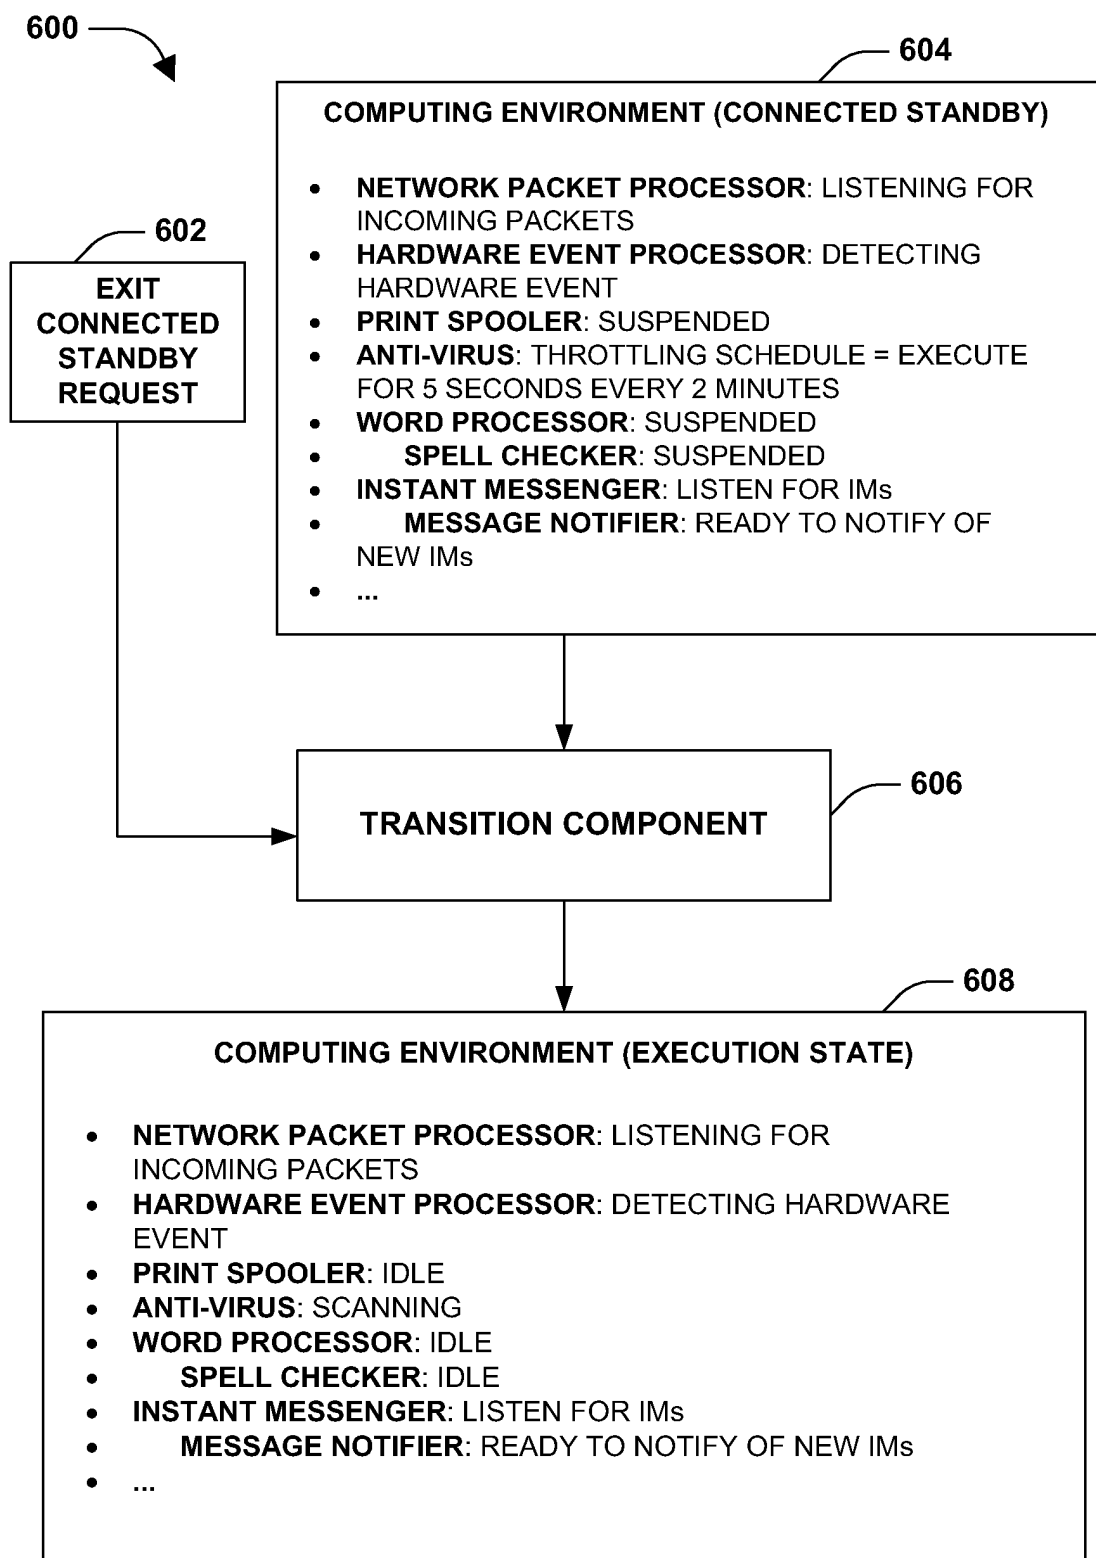 600
604
COMPUTING ENVIRONMENT (CONNECTED STANDBY)
• NETWORK PACKET PROCESSOR: LISTENING FOR
INCOMING PACKETS
• HARDWARE EVENT PROCESSOR: DETECTING
HARDWARE EVENT
• PRINT SPOOLER: SUSPENDED
• ANTI-VIRUS: THROTTLING SCHEDULE = EXECUTE
FOR 5 SECONDS EVERY 2 MINUTES
• WORD PROCESSOR: SUSPENDED
• SPELL CHECKER: SUSPENDED
• INSTANT MESSENGER: LISTEN FOR IMs
• MESSAGE NOTIFIER: READY TO NOTIFY OF
NEW IMs
• ...
602
EXIT
CONNECTED
STANDBY
REQUEST
606
TRANSITION COMPONENT
608
COMPUTING ENVIRONMENT (EXECUTION STATE)
• NETWORK PACKET PROCESSOR: LISTENING FOR
INCOMING PACKETS
• HARDWARE EVENT PROCESSOR: DETECTING HARDWARE
EVENT
• PRINT SPOOLER: IDLE
• ANTI-VIRUS: SCANNING
• WORD PROCESSOR: IDLE
• SPELL CHECKER: IDLE
• INSTANT MESSENGER: LISTEN FOR IMs
• MESSAGE NOTIFIER: READY TO NOTIFY OF NEW IMs
• ...